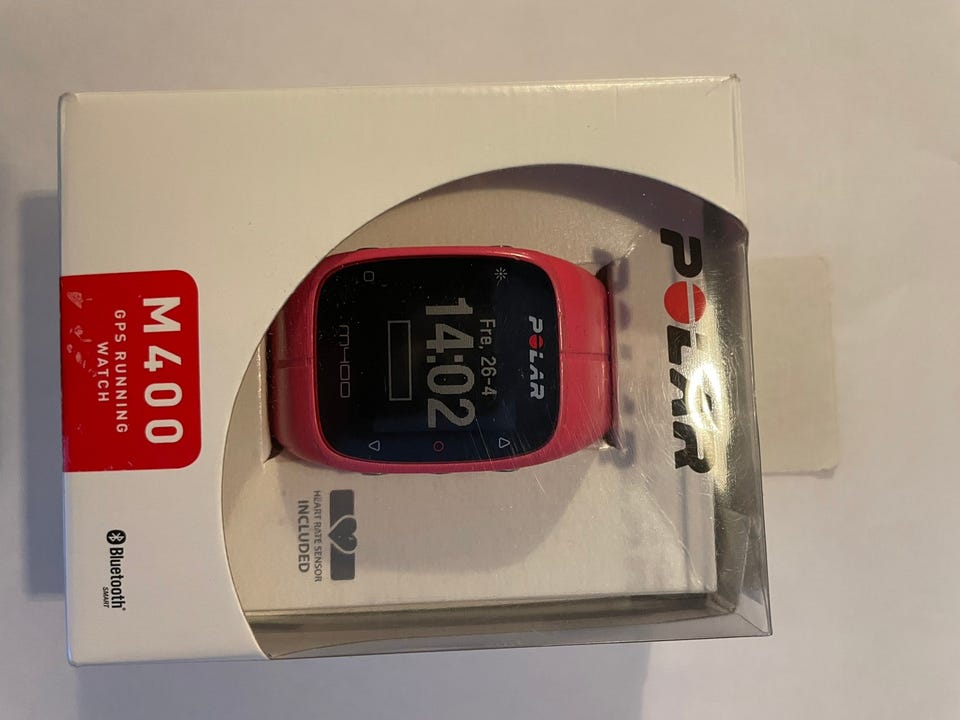 POLAR
POLAR
Fre, 26-4
14:02
M400
HEART RATE SENSOR
INCLUDED
M400
GPS RUNNING
WATCH
Bluetooth®
SMART